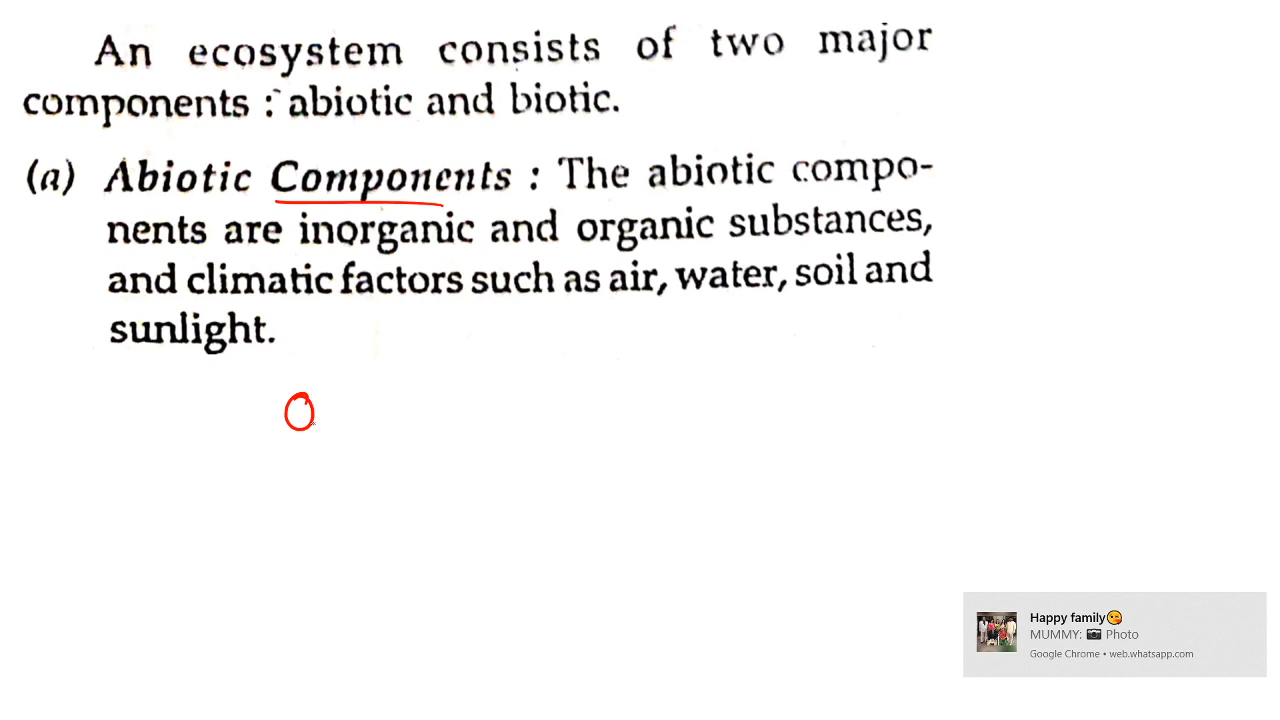 An ecosystem consists of two major
components : abiotic and biotic.
(a) Abiotic Components : The abiotic compo-
nents are inorganic and organic substances,
and climatic factors such as air, water, soil and
sunlight.
O
Happy family😘
MUMMY: 📷 Photo
Google Chrome • web.whatsapp.com